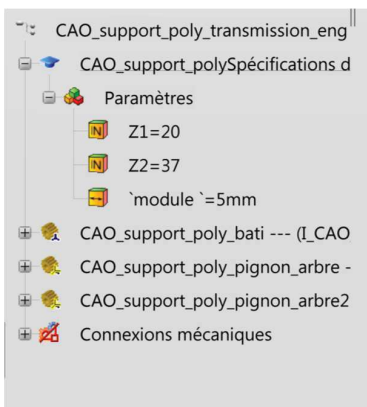 CAO_support_poly_transmission_eng
CAO_support_polySpécifications d
Paramètres
Z1=20
Z2=37
`module `=5mm
CAO_support_poly_bati --- (I_CAO
CAO_support_poly_pignon_arbre -
CAO_support_poly_pignon_arbre2
Connexions mécaniques